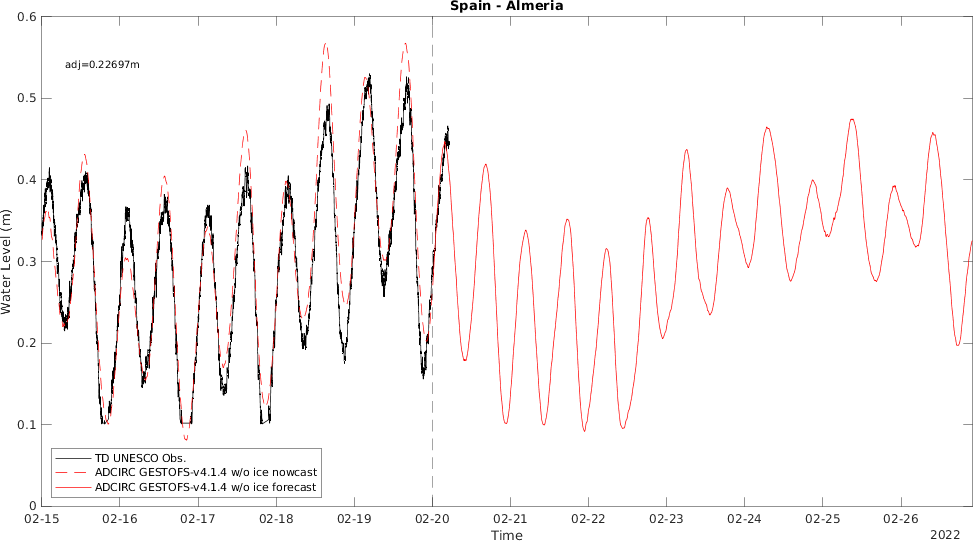 Spain - Almeria
adj=0.22697m
Water Level (m)
0.6
0.5
0.4
0.3
0.2
0.1
0
TD UNESCO Obs.
ADCIRC GESTOFS-v4.1.4 w/o ice nowcast
ADCIRC GESTOFS-v4.1.4 w/o ice forecast
02-15 02-16 02-17 02-18 02-19 02-20 02-21 02-22 02-23 02-24 02-25 02-26
Time
2022